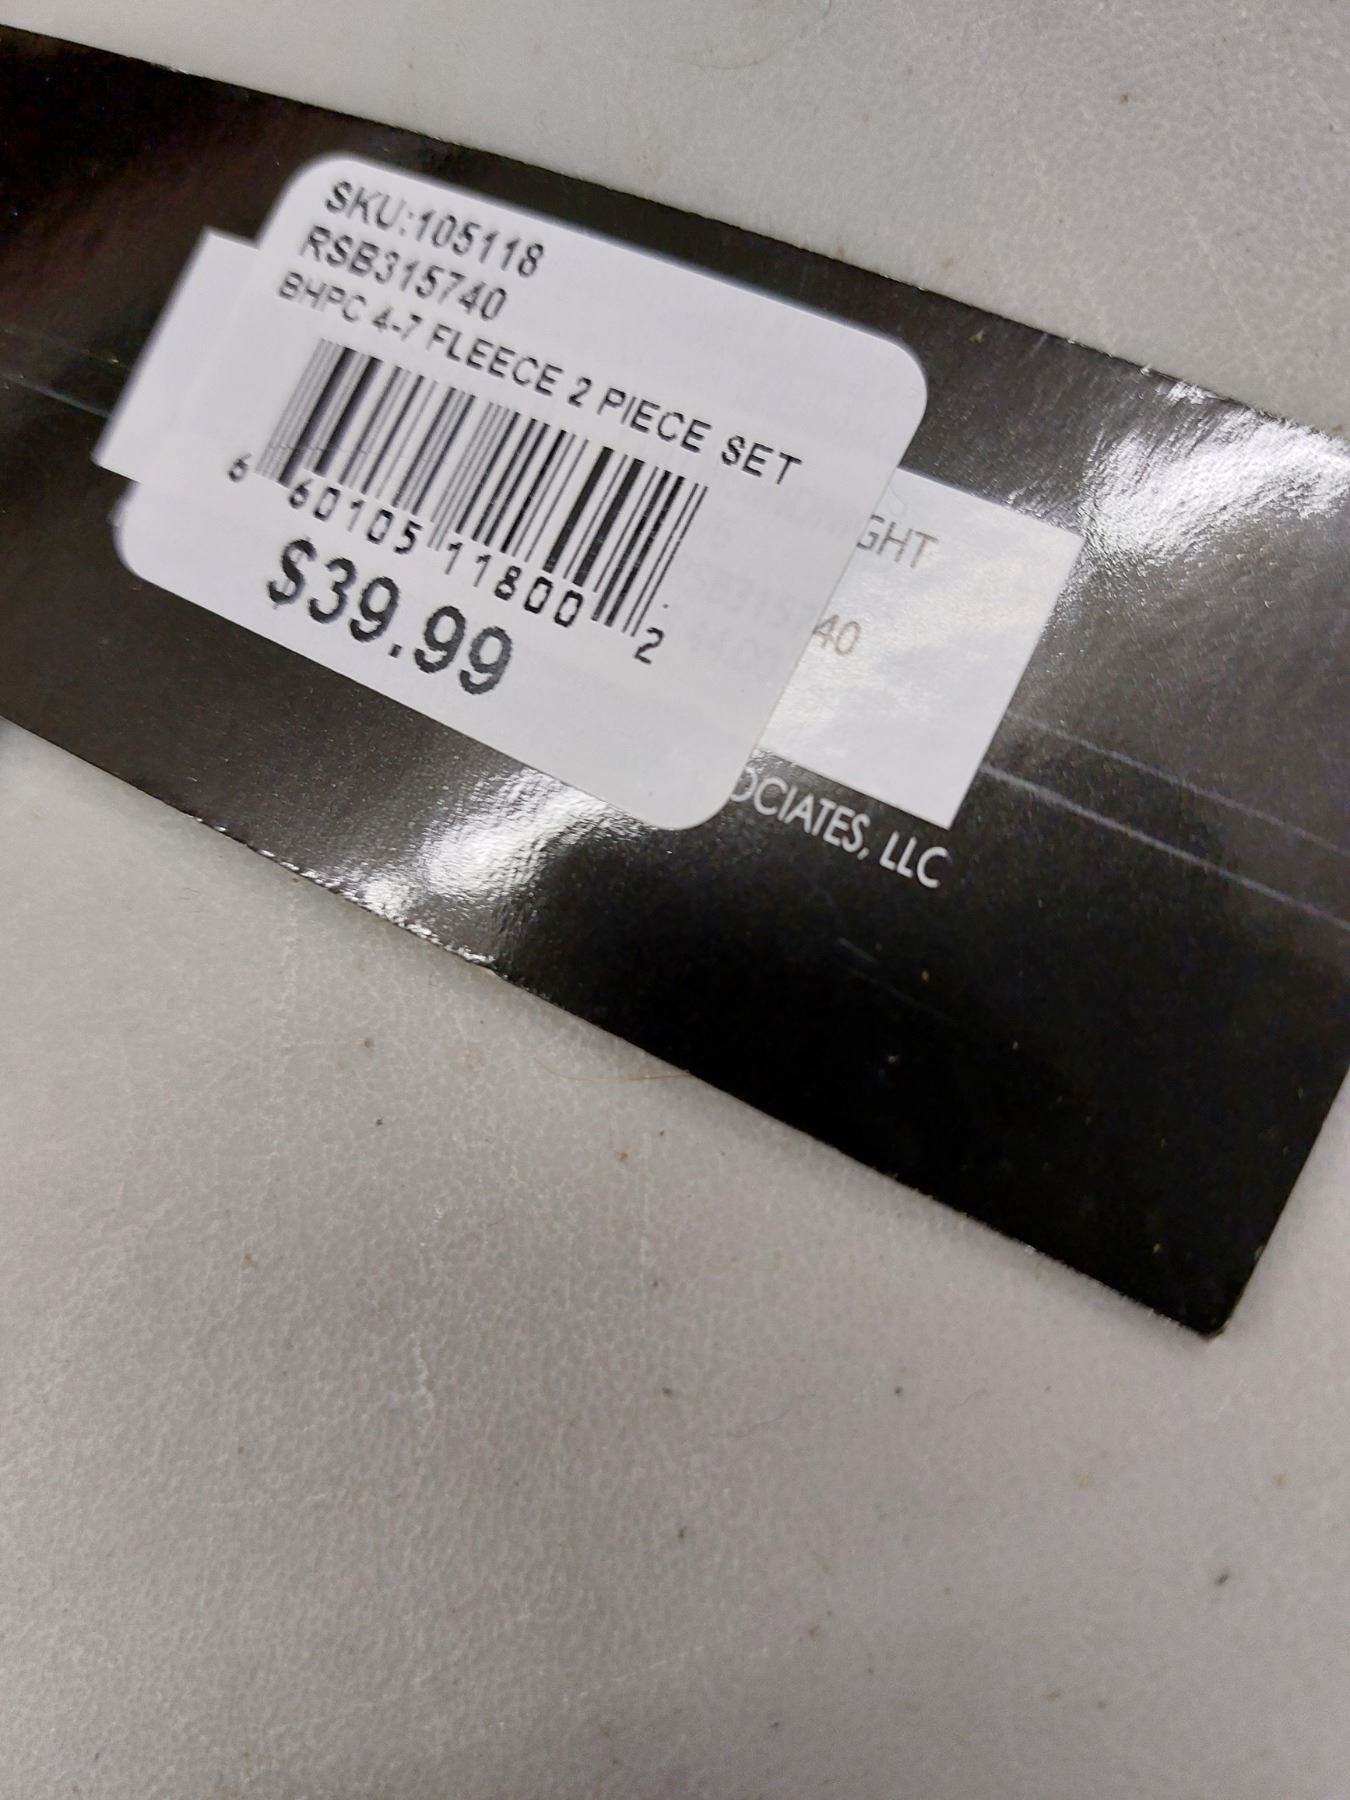 SKU:105118
RSB315740
BHPC 4-7 FLEECE 2 PIECE SET
6 60105 11800 2
$39.99
GHT
40
OCIATES, LLC